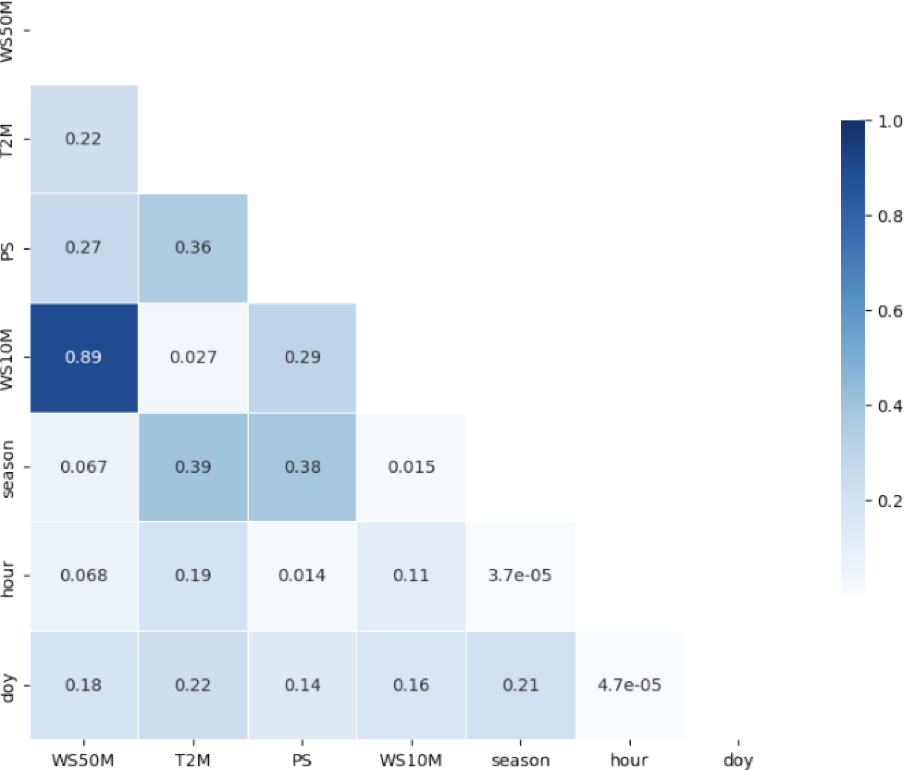 WS50M
T2M 0.22
PS 0.27 0.36
WS10M 0.89 0.027 0.29
season 0.067 0.39 0.38 0.015
hour 0.068 0.19 0.014 0.11 3.7e-05
doy 0.18 0.22 0.14 0.16 0.21 4.7e-05
WS50M T2M PS WS10M season hour doy
1.0
0.8
0.6
0.4
0.2